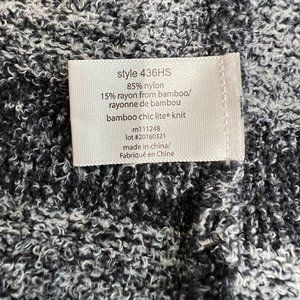 style 436HS
85% nylon
15% rayon from bamboo/
rayonne de bambou
bamboo chic lite® knit
m111248
lot #20160321
made in china/
Fabriqué en Chine